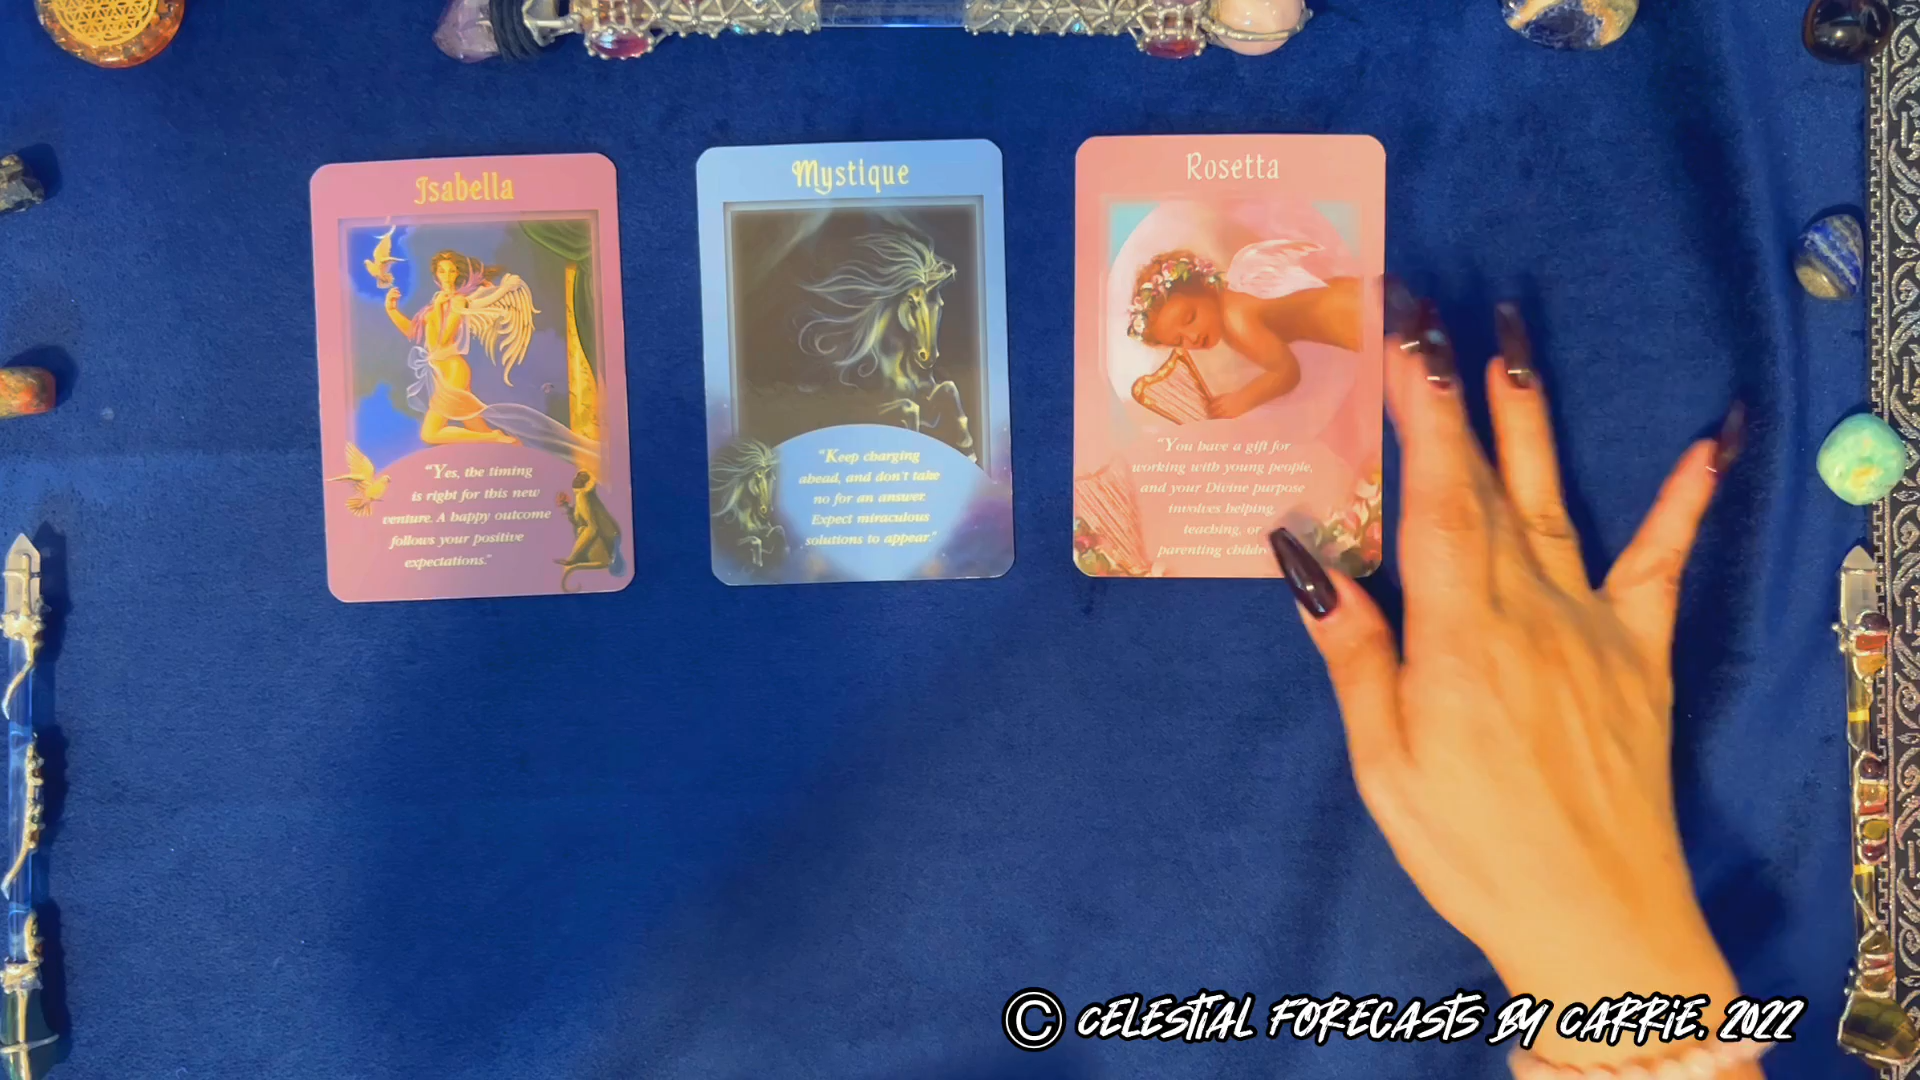 Isabella
"Yes, the timing
is right for this new
venture. A happy outcome
follows your positive
expectations."
Mystique
"Keep charging
ahead, and don't take
no for an answer.
Expect miraculous
solutions to appear."
Rosetta
"You have a gift for
working with young people,
and your Divine purpose
involves helping,
teaching, or
parenting
© CELESTIAL FORECASTS BY CARRIE. 2022